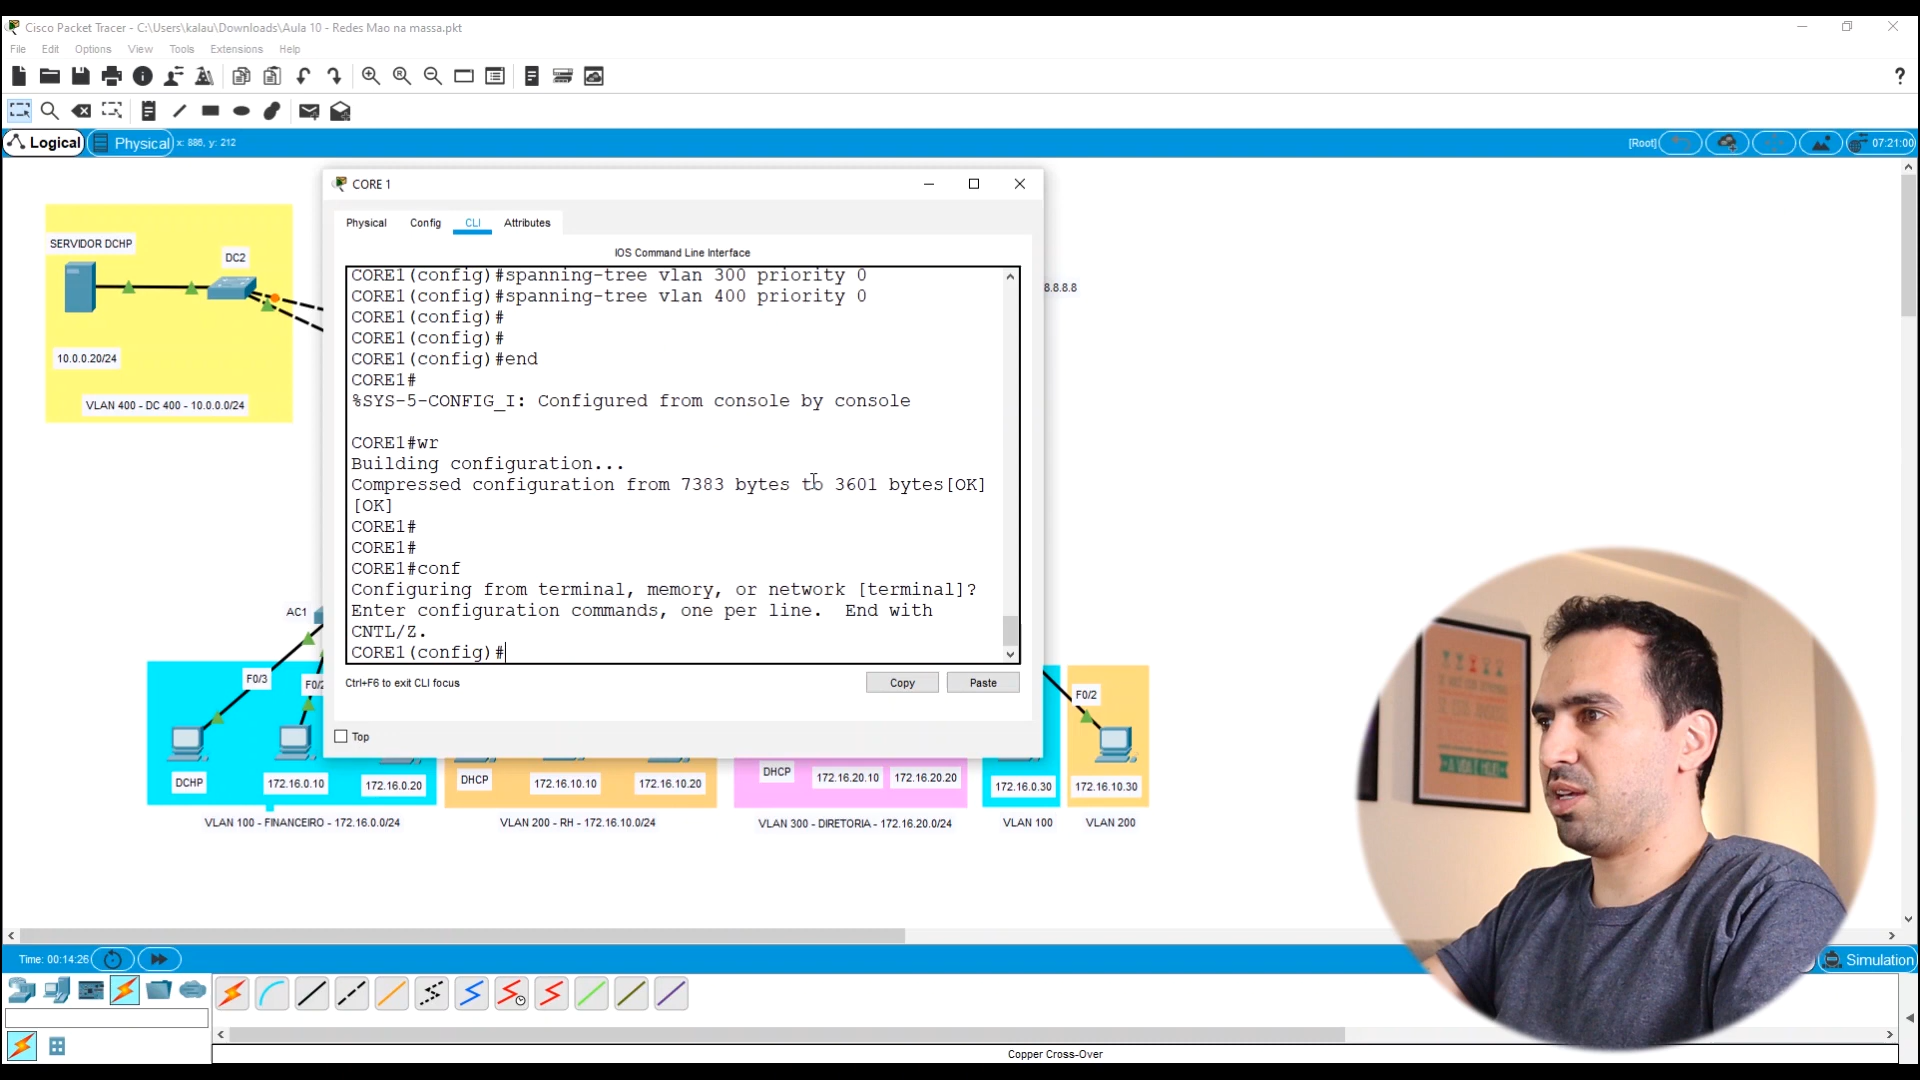 Cisco Packet Tracer - C:\Users\kalau\Downloads\Aula 10 - Redes Mao na massa.pkt
File Edit Options View Tools Extensions Help
?
Logical Physical x: 886, y: 212 [Root] 07:21:00
CORE 1
Physical Config CLI Attributes
IOS Command Line Interface
CORE1(config)#spanning-tree vlan 300 priority 0
CORE1(config)#spanning-tree vlan 400 priority 0
CORE1(config)#
CORE1(config)#
CORE1(config)#end
CORE1#
%SYS-5-CONFIG_I: Configured from console by console
CORE1#wr
Building configuration...
Compressed configuration from 7383 bytes to 3601 bytes[OK]
[OK]
CORE1#
CORE1#
CORE1#conf
Configuring from terminal, memory, or network [terminal]?
Enter configuration commands, one per line. End with
CNTL/Z.
CORE1(config)#
Ctrl+F6 to exit CLI focus Copy Paste
Top
SERVIDOR DCHP
DC2
10.0.0.20/24
VLAN 400 - DC 400 - 10.0.0.0/24
8.8.8.8
AC1
F0/3 F0/2 F0/2
DCHP 172.16.0.10 172.16.0.20 DHCP 172.16.10.10 172.16.10.20 DHCP 172.16.20.10 172.16.20.20 172.16.0.30 172.16.10.30
VLAN 100 - FINANCEIRO - 172.16.0.0/24 VLAN 200 - RH - 172.16.10.0/24 VLAN 300 - DIRETORIA - 172.16.20.0/24 VLAN 100 VLAN 200
Time: 00:14:26 Simulation
Copper Cross-Over